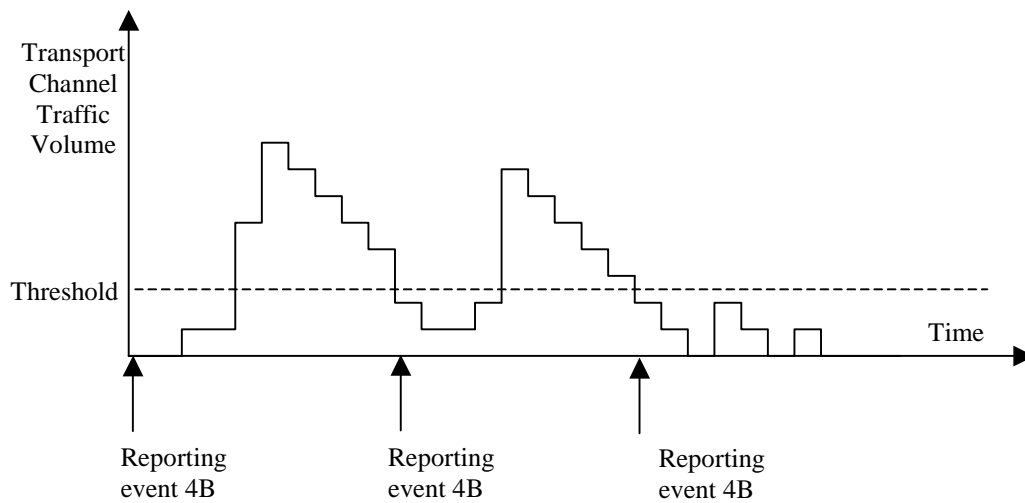 Transport
Channel
Traffic
Volume
Threshold
Time
Reporting
event 4B
Reporting
event 4B
Reporting
event 4B